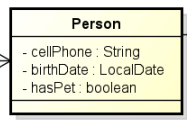 Person
- cellPhone : String
- birthDate : LocalDate
- hasPet : boolean